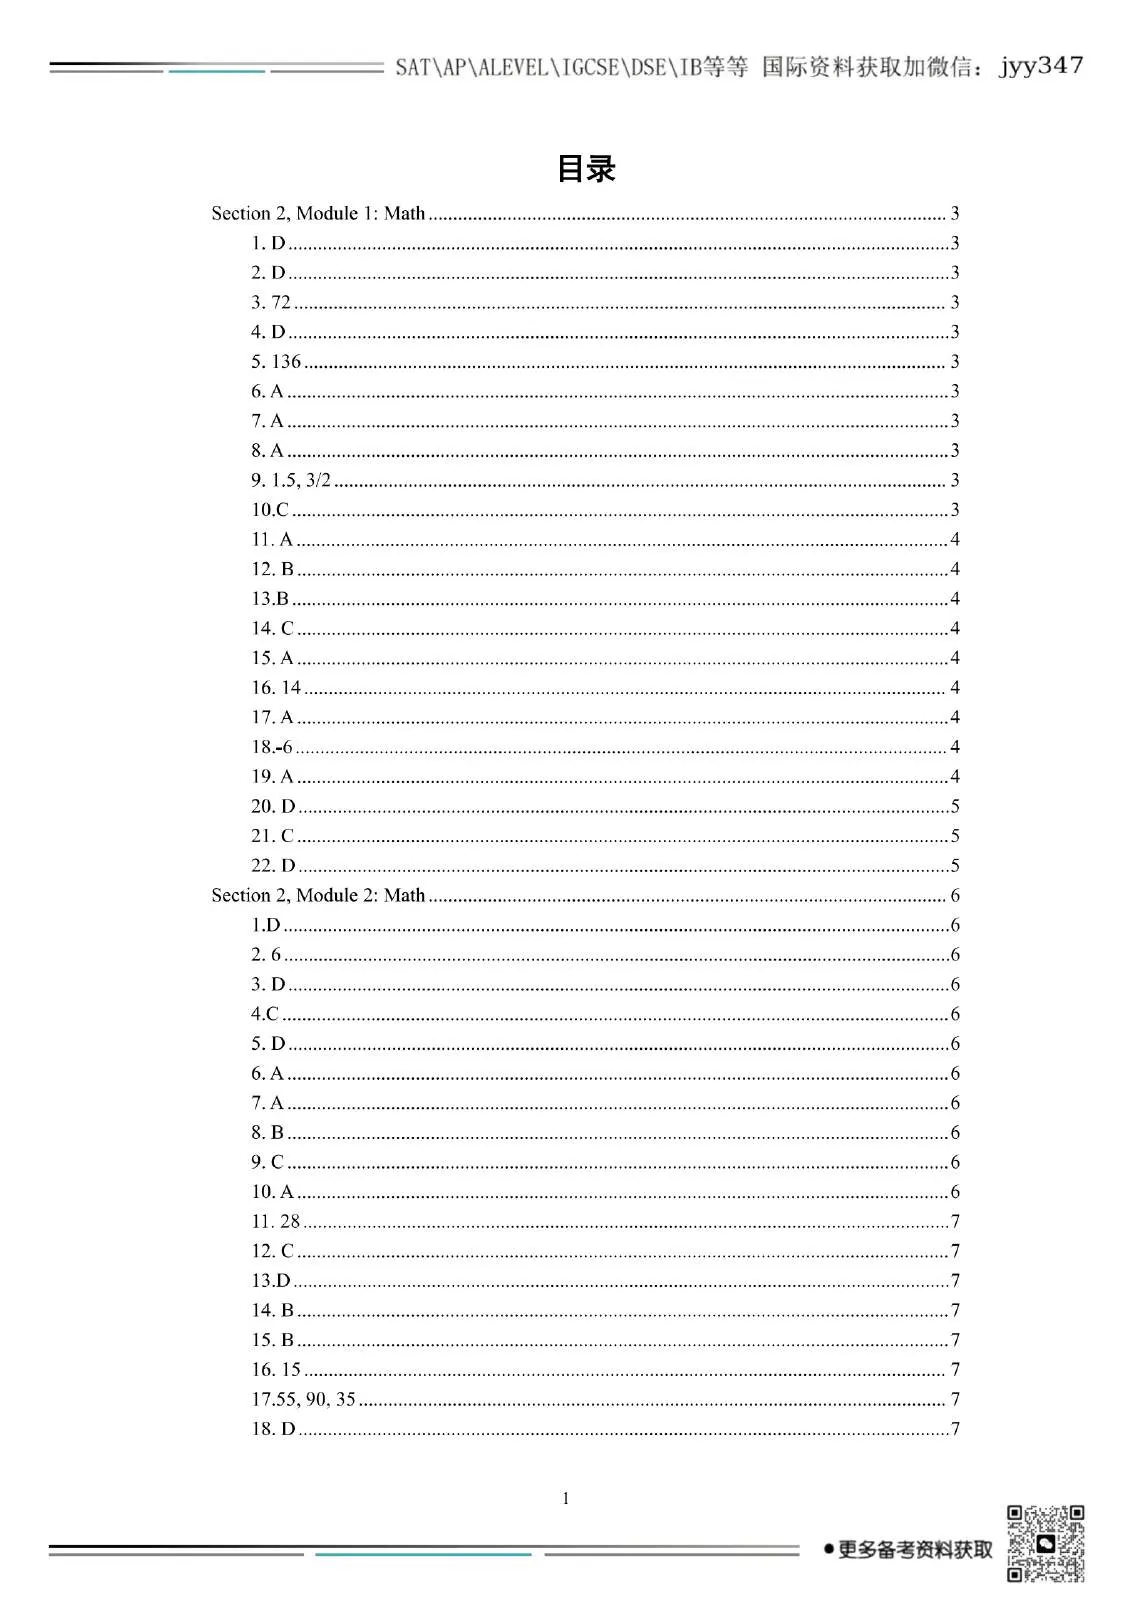 SAT\AP\ALEVEL\IGCSE\DSE\IB等等 国际资料获取加微信： jyy347
目录
Section 2, Module 1: Math 3
1. D 3
2. D 3
3. 72 3
4. D 3
5. 136 3
6. A 3
7. A 3
8. A 3
9. 1.5, 3/2 3
10.C 3
11. A 4
12. B 4
13.B 4
14. C 4
15. A 4
16. 14 4
17. A 4
18.-6 4
19. A 4
20. D 5
21. C 5
22. D 5
Section 2, Module 2: Math 6
1.D 6
2. 6 6
3. D 6
4.C 6
5. D 6
6. A 6
7. A 6
8. B 6
9. C 6
10. A 6
11. 28 7
12. C 7
13.D 7
14. B 7
15. B 7
16. 15 7
17.55, 90, 35 7
18. D 7
1
●更多备考资料获取